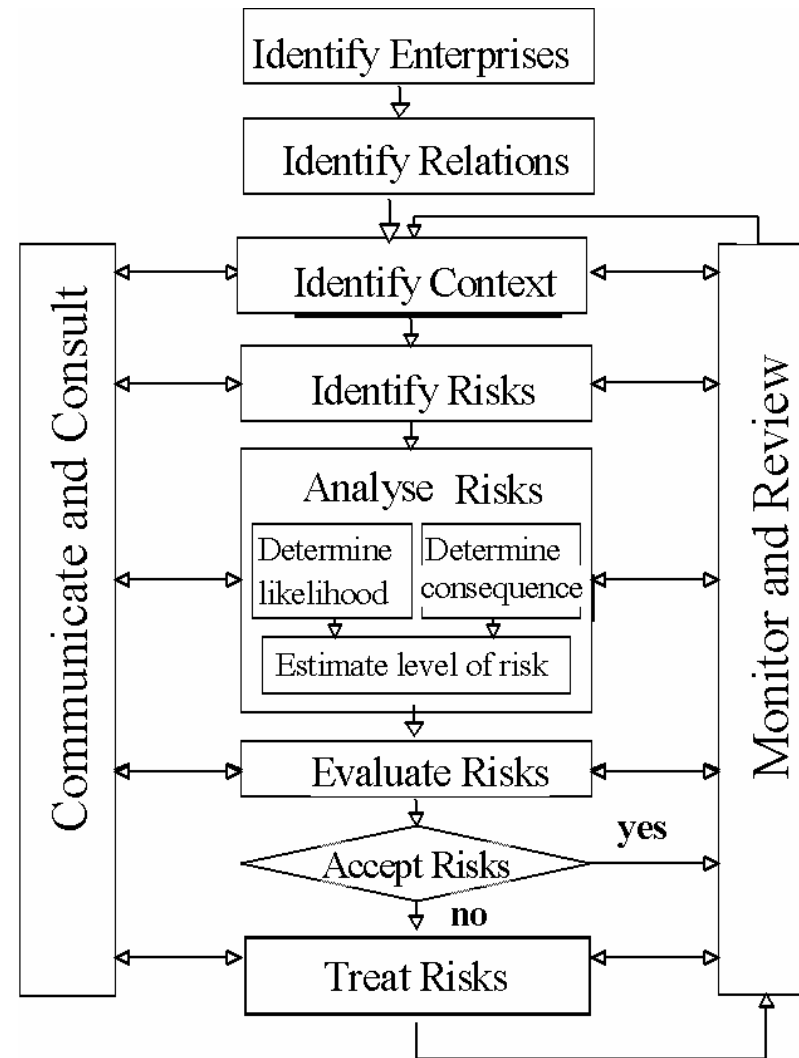 Identify Enterprises
Identify Relations
Identify Context
Identify Risks
Analyse Risks
Determine
likelihood
Determine
consequence
Estimate level of risk
Evaluate Risks
Accept Risks
yes
no
Treat Risks
Communicate and Consult
Monitor and Review